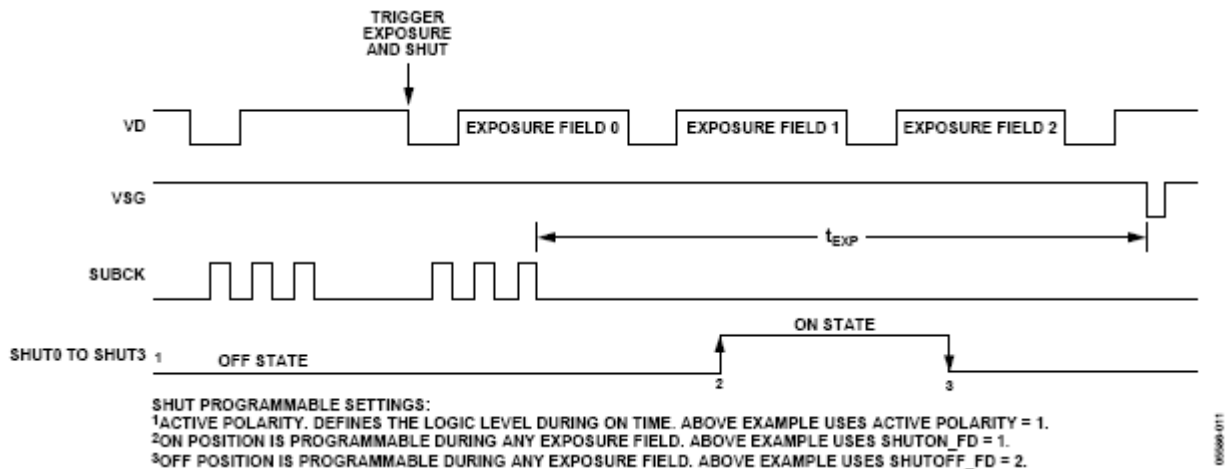 TRIGGER
EXPOSURE
AND SHUT
VD
EXPOSURE FIELD 0
EXPOSURE FIELD 1
EXPOSURE FIELD 2
VSG
tEXP
SUBCK
SHUT0 TO SHUT3
1
OFF STATE
ON STATE
2
3
SHUT PROGRAMMABLE SETTINGS:
1ACTIVE POLARITY. DEFINES THE LOGIC LEVEL DURING ON TIME. ABOVE EXAMPLE USES ACTIVE POLARITY = 1.
2ON POSITION IS PROGRAMMABLE DURING ANY EXPOSURE FIELD. ABOVE EXAMPLE USES SHUTON_FD = 1.
3OFF POSITION IS PROGRAMMABLE DURING ANY EXPOSURE FIELD. ABOVE EXAMPLE USES SHUTOFF_FD = 2.